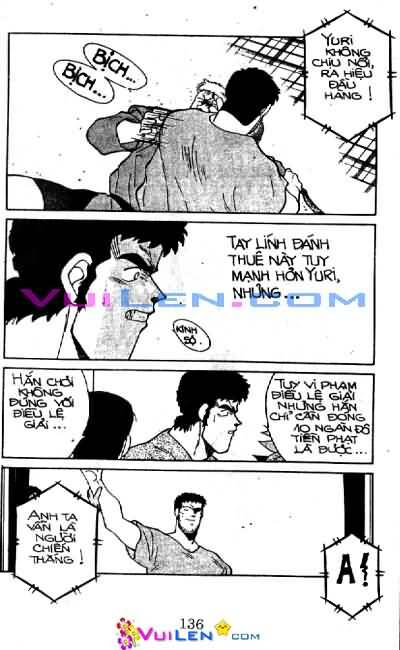 YURI
KHÔNG
CHỊU NỔI,
RA HIỆU
ĐẦU
HÀNG!
BỊCH...
BỊCH...
TAY LÍNH ĐÁNH
THUÊ NÀY TUY
MẠNH HƠN YURI,
NHƯNG...
VUILEN.COM
KINH
SỢ.
HẮN CHƠI
KHÔNG
ĐÚNG VỚI
ĐIỀU LỆ
GIẢI...
TUY VI PHẠM
ĐIỀU LỆ GIẢI
NHƯNG HẮN
CHỈ CẦN ĐÓNG
10 NGÀN ĐÔ
TIỀN PHẠT
LÀ ĐƯỢC...
ANH TA
VẪN LÀ
NGƯỜI
CHIẾN
THẮNG!
A!
136
VUILEN.COM